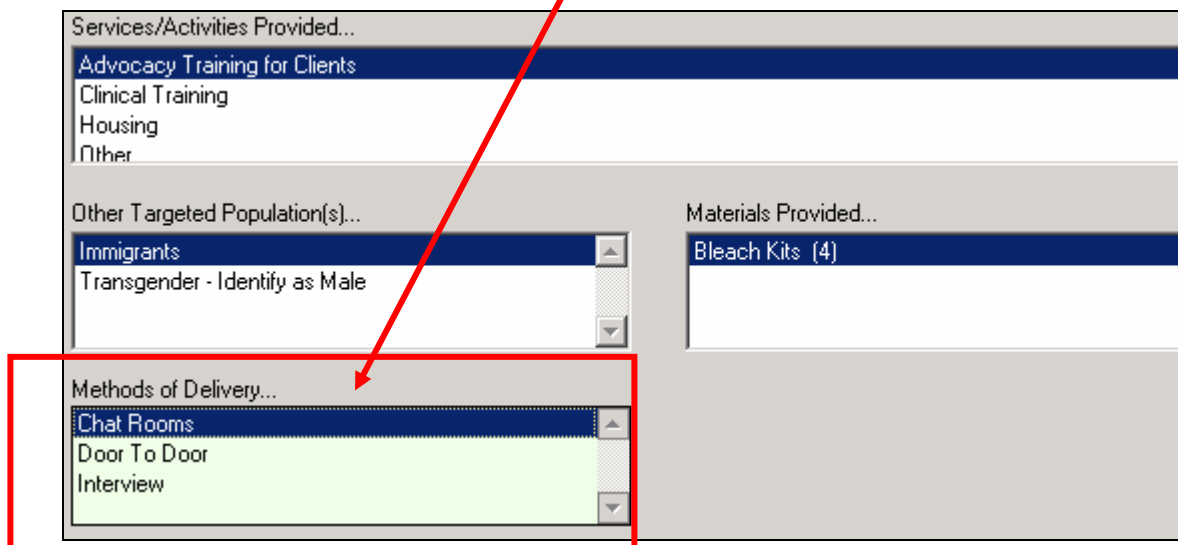 Services/Activities Provided...
Advocacy Training for Clients
Clinical Training
Housing
Other
Other Targeted Population(s)...
Immigrants
Transgender - Identify as Male
Materials Provided...
Bleach Kits (4)
Methods of Delivery...
Chat Rooms
Door To Door
Interview